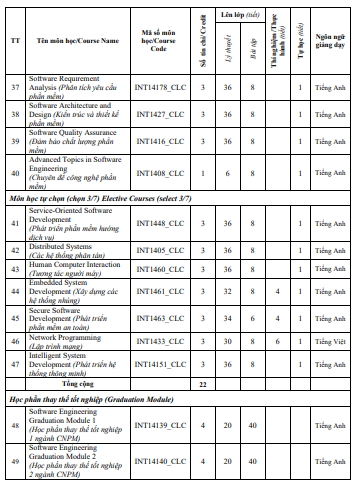 TT Tên môn học/Course Name Mã số môn học/Course Code Số tín chỉ/ Credit Lên lớp (tiết) Lý thuyết Bài tập Thí nghiệm/Thực hành (tiết) Tự học (tiết) Ngôn ngữ giảng dạy
37 Software Requirement Analysis (Phân tích yêu cầu phần mềm) INT14178_CLC 3 36 8 1 Tiếng Anh
38 Software Architecture and Design (Kiến trúc và thiết kế phần mềm) INT1427_CLC 3 36 8 1 Tiếng Anh
39 Software Quality Assurance (Đảm bảo chất lượng phần mềm) INT1416_CLC 3 36 8 1 Tiếng Anh
40 Advanced Topics in Software Engineering (Chuyên đề công nghệ phần mềm) INT1408_CLC 1 6 8 1 Tiếng Anh
Môn học tự chọn (chọn 3/7) Elective Courses (select 3/7)
41 Service-Oriented Software Development (Phát triển phần mềm hướng dịch vụ) INT1448_CLC 3 36 8 1 Tiếng Anh
42 Distributed Systems (Các hệ thống phân tán) INT1405_CLC 3 36 8 1 Tiếng Anh
43 Human Computer Interaction (Tương tác người máy) INT1460_CLC 3 36 8 1 Tiếng Anh
44 Embedded System Development (Xây dựng các hệ thống nhúng) INT1461_CLC 3 32 8 4 1 Tiếng Anh
45 Secure Software Development (Phát triển phần mềm an toàn) INT1463_CLC 3 34 6 4 1 Tiếng Anh
46 Network Programming (Lập trình mạng) INT1433_CLC 3 30 8 6 1 Tiếng Việt
47 Intelligent System Development (Phát triển hệ thống thông minh) INT14151_CLC 3 36 8 1 Tiếng Anh
Tổng cộng 22
Học phần thay thế tốt nghiệp (Graduation Module)
48 Software Engineering Graduation Module 1 (Học phần thay thế tốt nghiệp 1 ngành CNPM) INT14139_CLC 4 20 40 Tiếng Anh
49 Software Engineering Graduation Module 2 (Học phần thay thế tốt nghiệp 2 ngành CNPM) INT14140_CLC 4 20 40 Tiếng Anh